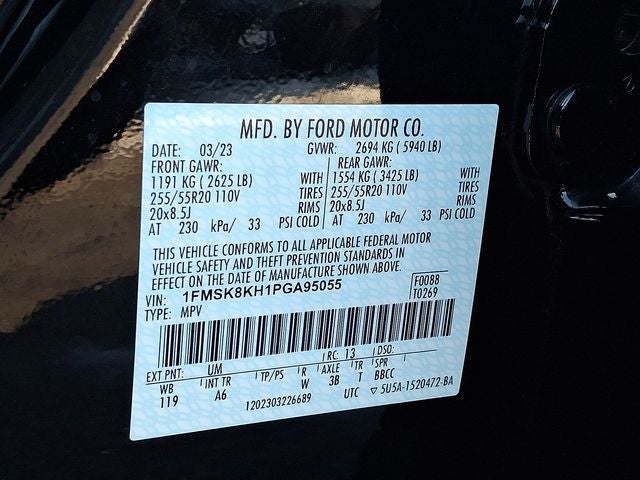 MFD. BY FORD MOTOR CO.
DATE: 03/23 GVWR: 2694 KG ( 5940 LB)
FRONT GAWR: REAR GAWR:
1191 KG ( 2625 LB) WITH 1554 KG ( 3425 LB) WITH
255/55R20 110V TIRES 255/55R20 110V TIRES
20x8.5J RIMS 20x8.5J RIMS
AT 230 kPa/ 33 PSI COLD AT 230 kPa/ 33 PSI COLD
THIS VEHICLE CONFORMS TO ALL APPLICABLE FEDERAL MOTOR
VEHICLE SAFETY AND THEFT PREVENTION STANDARDS IN
EFFECT ON THE DATE OF MANUFACTURE SHOWN ABOVE.
VIN: 1FMSK8KH1PGA95055 F0088
TYPE: MPV T0269
EXT PNT: UM RC: 13 DSO:
WB INT TR TP/PS R AXLE TR SPR
119 A6 W 3B T BBCC
1202303226689 UTC ▽ 5U5A-1520472-BA